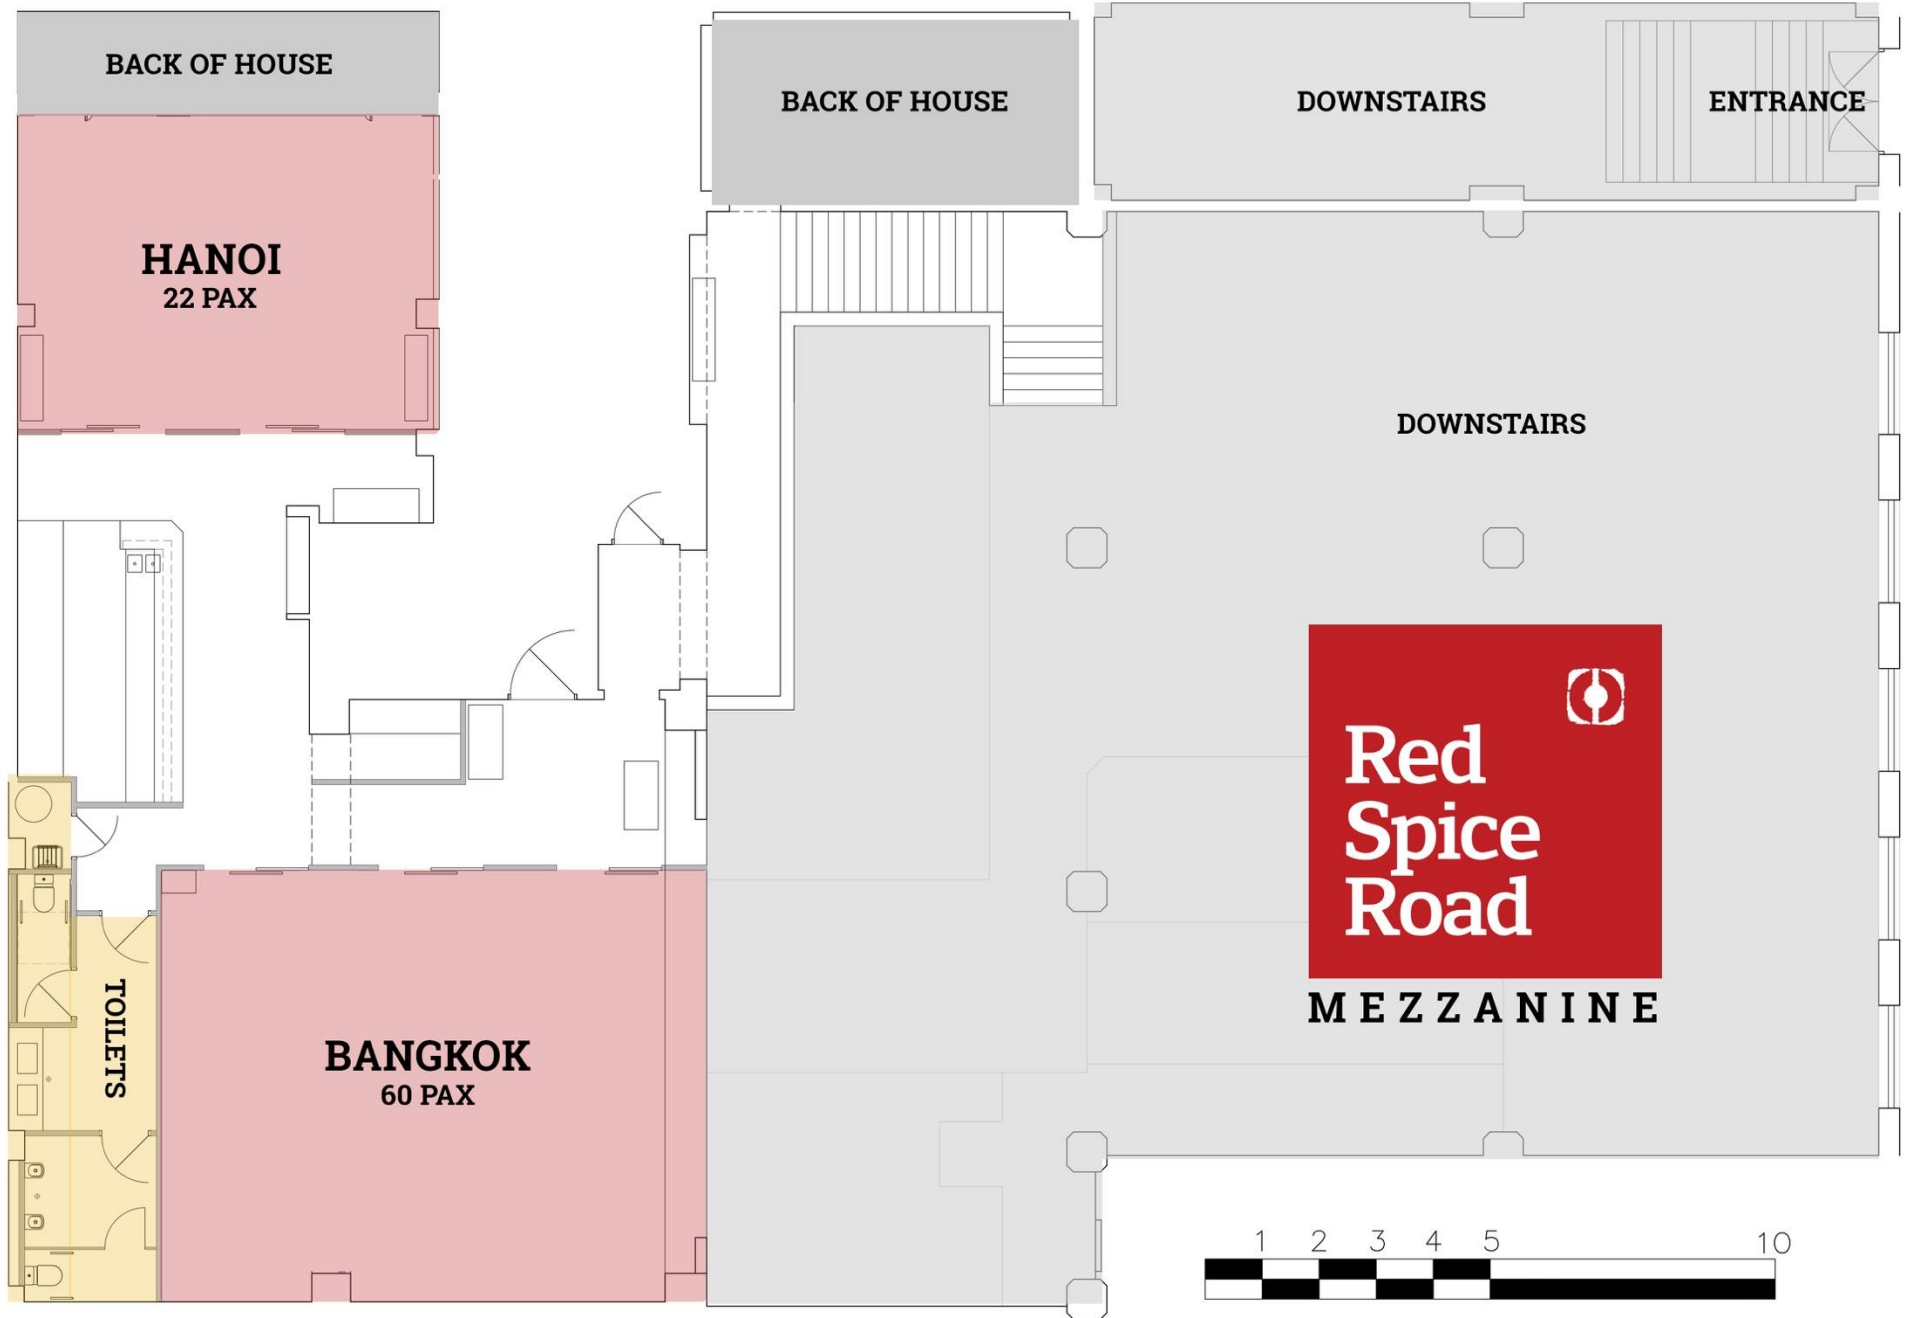 BACK OF HOUSE
BACK OF HOUSE
DOWNSTAIRS
ENTRANCE
HANOI
22 PAX
DOWNSTAIRS
Red
Spice
Road
MEZZANINE
TOILETS
BANGKOK
60 PAX
1 2 3 4 5 10